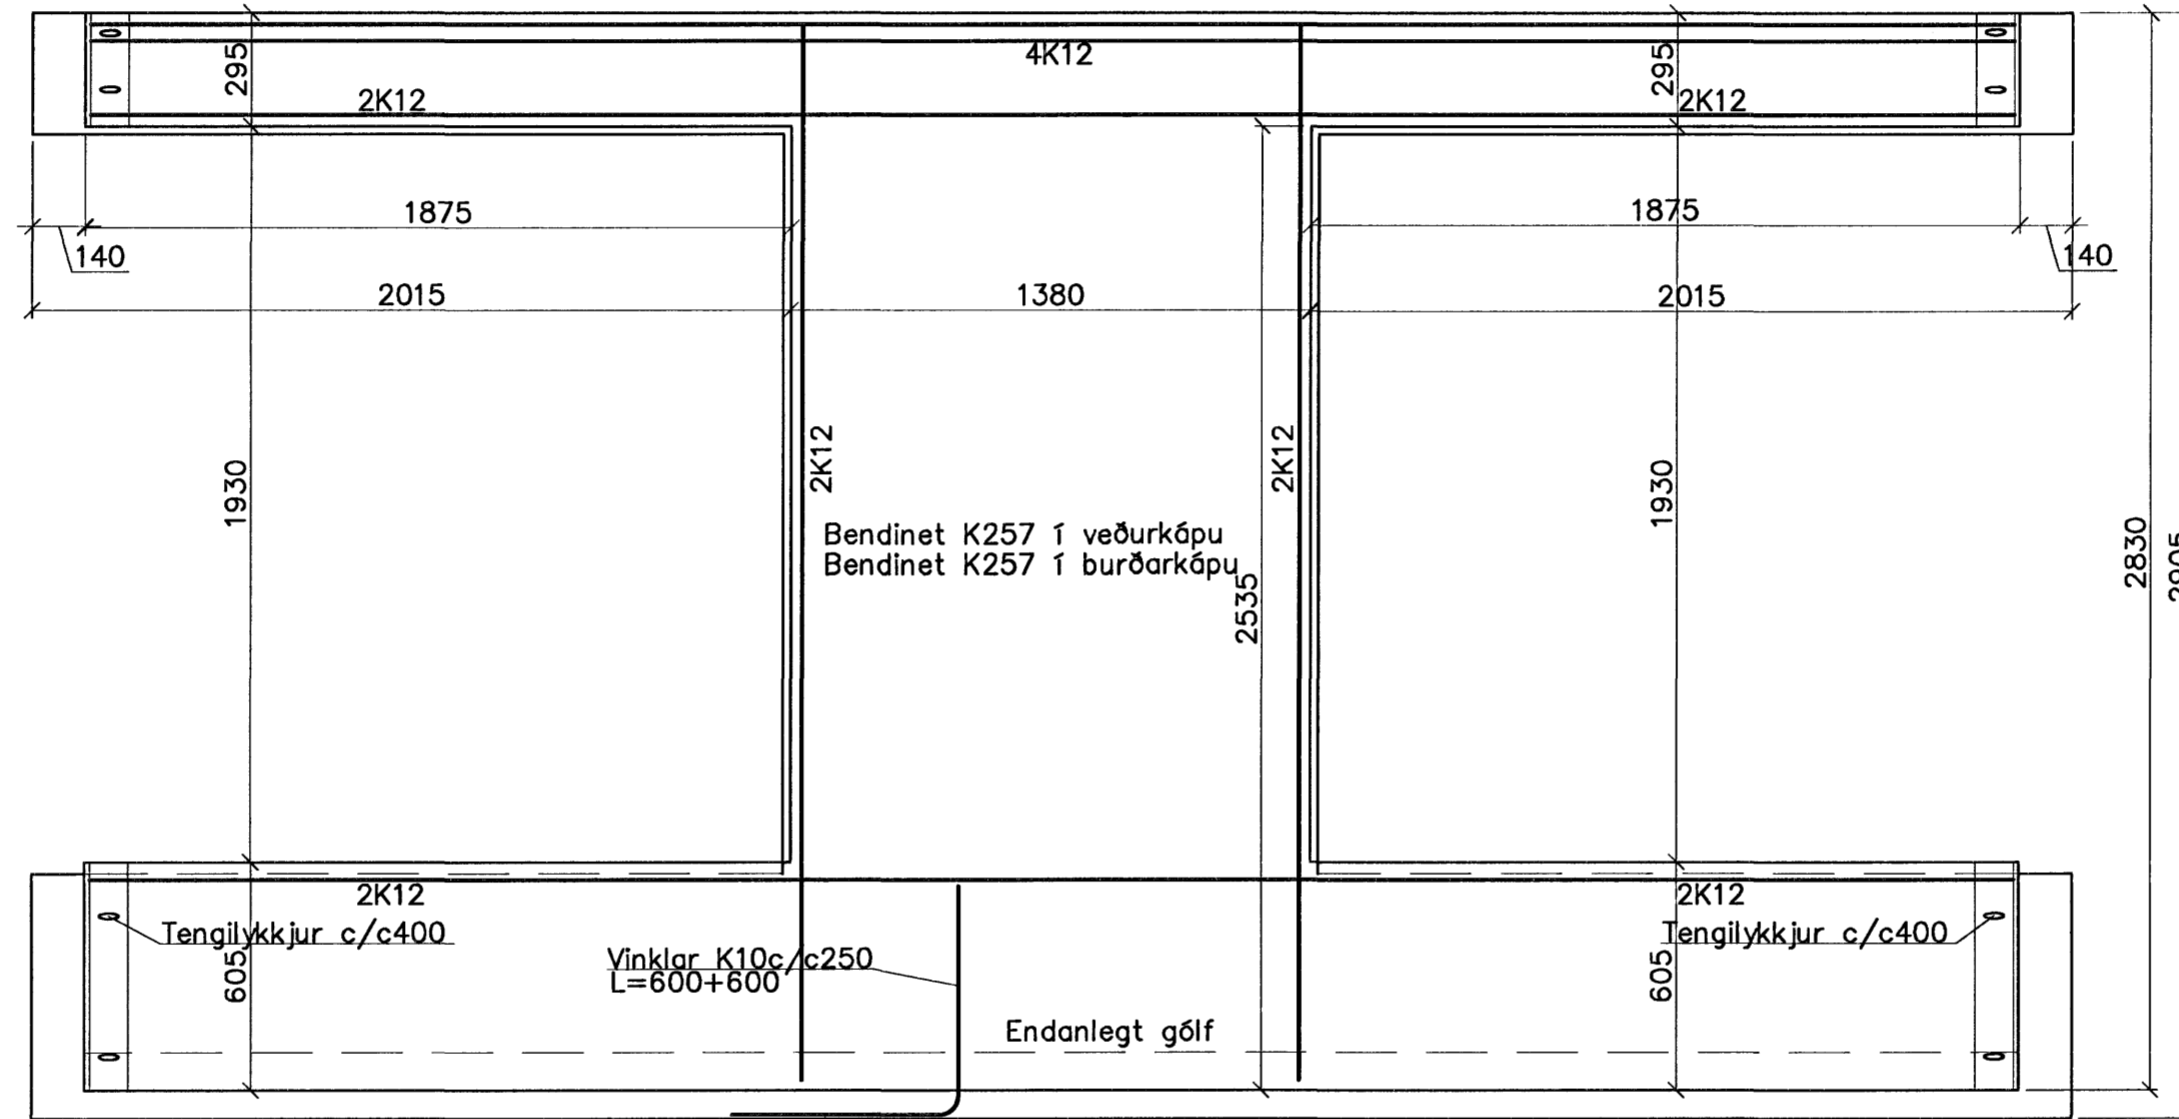 4K12
295
295
2K12
2K12
1875
1875
140
140
2015
1380
2015
2K12
2K12
1930
1930
Bendinet K257 í veðurkápu
Bendinet K257 í burðarkápu
2535
2830
2K12
2K12
Tengilykkjur c/c400
Tengilykkjur c/c400
Vinklar K10c/c250
L=600+600
605
605
Endanlegt gólf